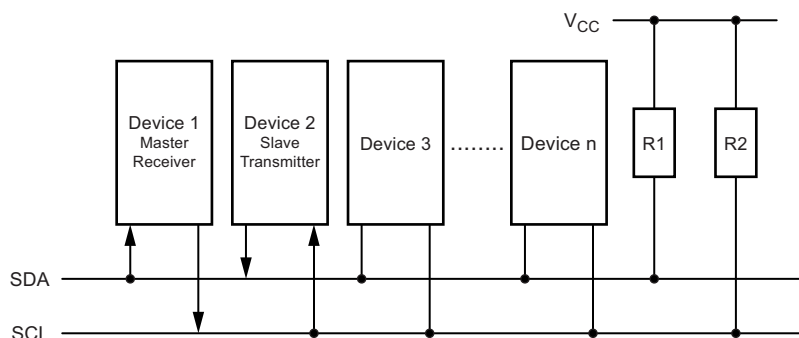 VCC
Device 1
Master
Receiver
Device 2
Slave
Transmitter
Device 3
........
Device n
R1
R2
SDA
SCL